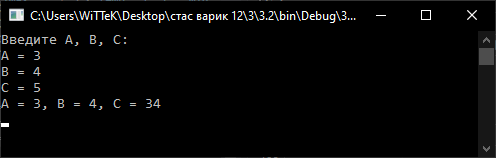 C:\Users\WiTTeK\Desktop\стас варик 12\3\3.2\bin\Debug\3...
Введите A, B, C:
A = 3
B = 4
C = 5
A = 3, B = 4, C = 34